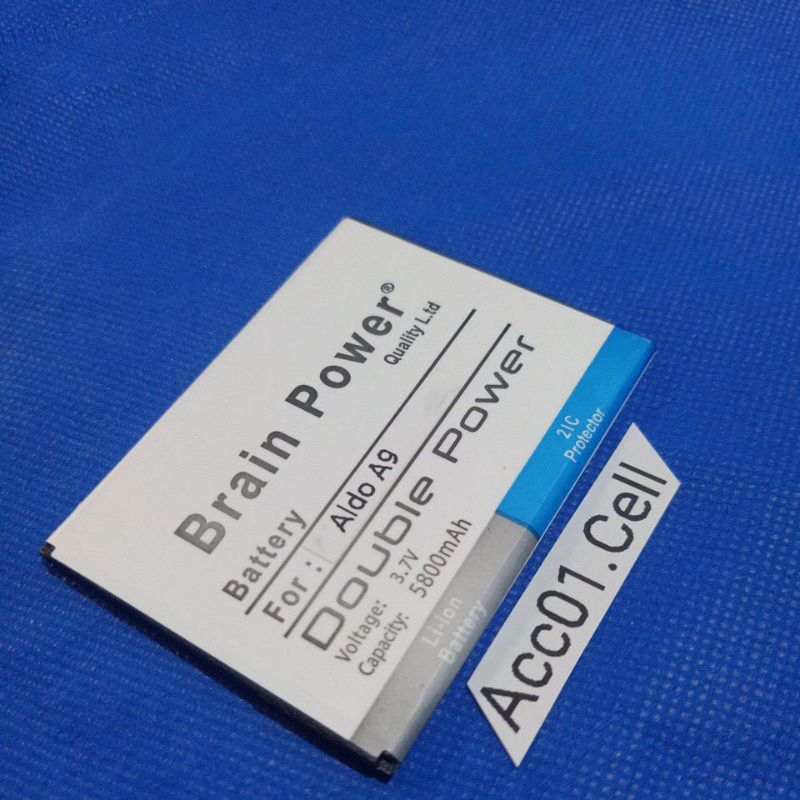 Brain Power®
Quality L.td
Battery
For : Aldo A9
Double Power
Voltage: 3.7V
Capacity: 5800mAh
2IC
Protector
Li-ion
Battery
Acc01.Cell